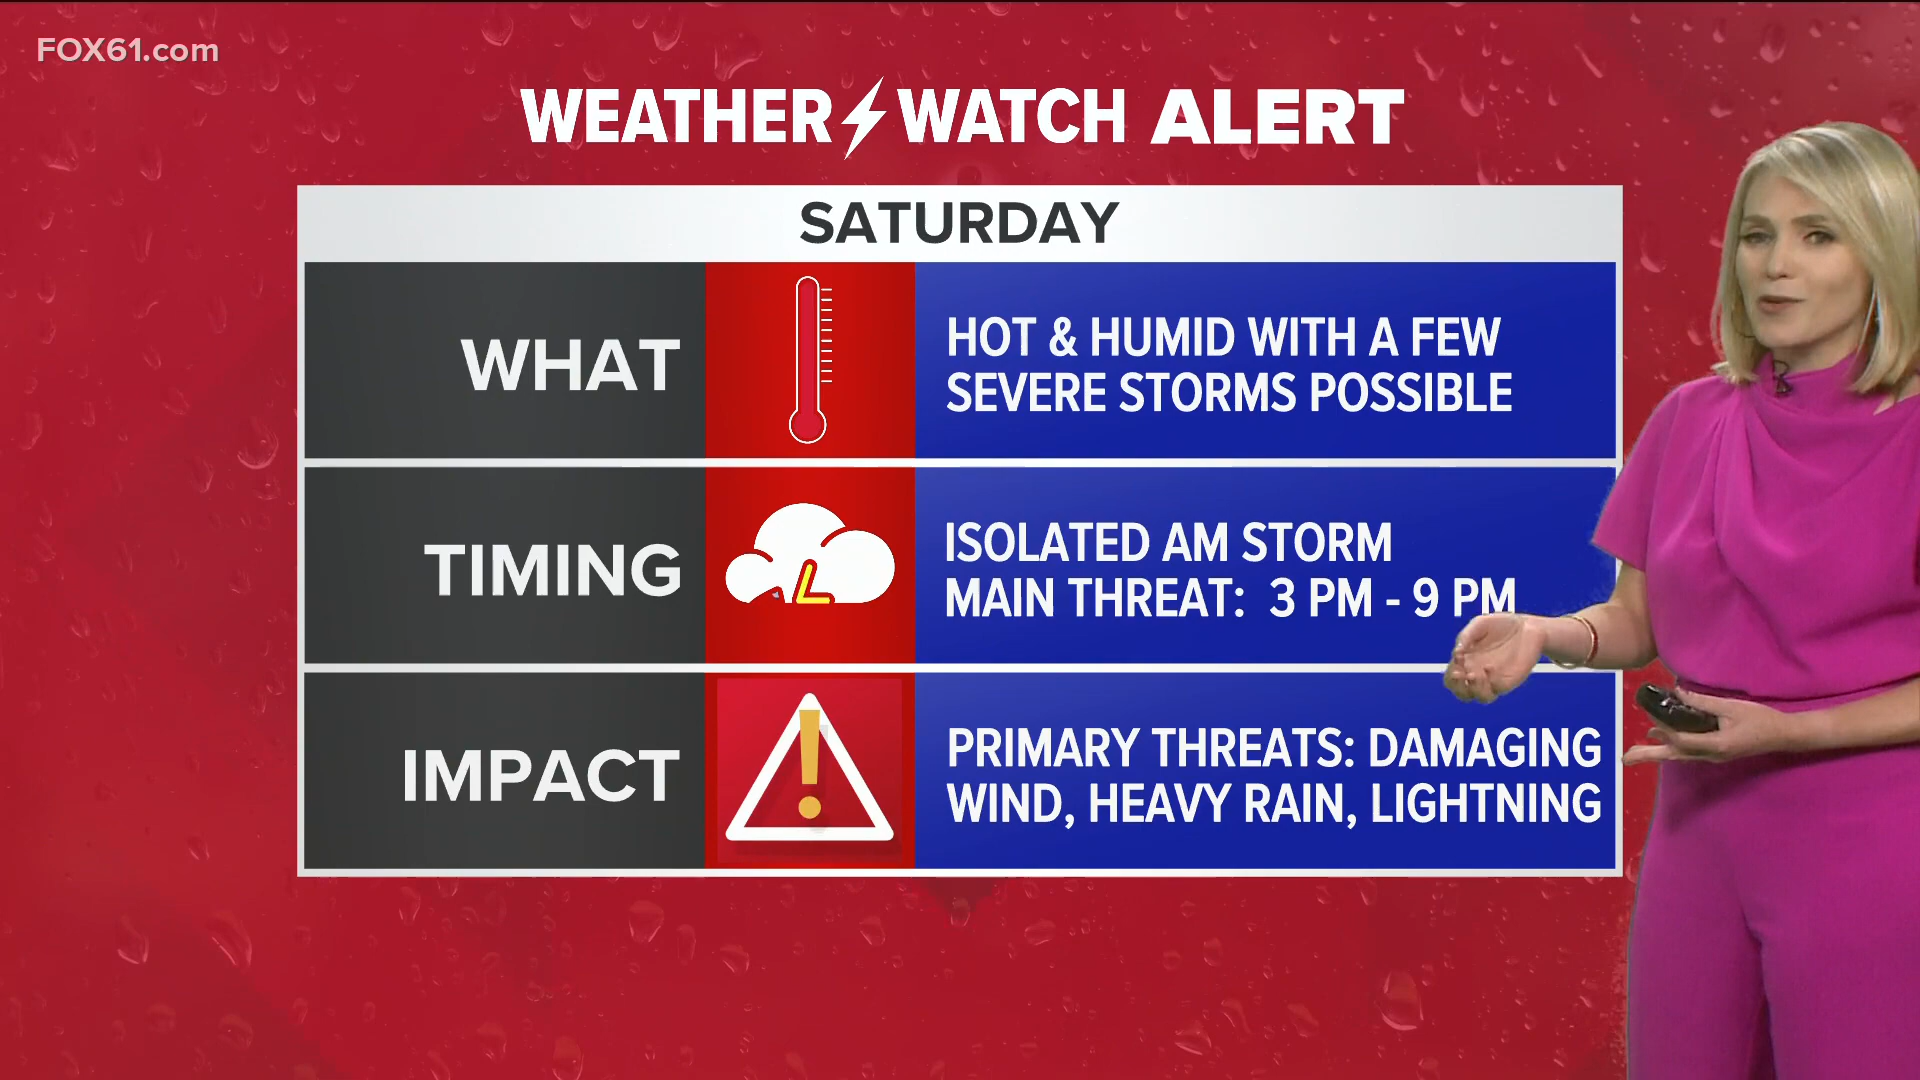 FOX61.com
WEATHER WATCH ALERT
SATURDAY
WHAT
HOT & HUMID WITH A FEW
SEVERE STORMS POSSIBLE
TIMING
ISOLATED AM STORM
MAIN THREAT: 3 PM - 9 PM
IMPACT
PRIMARY THREATS: DAMAGING
WIND, HEAVY RAIN, LIGHTNING